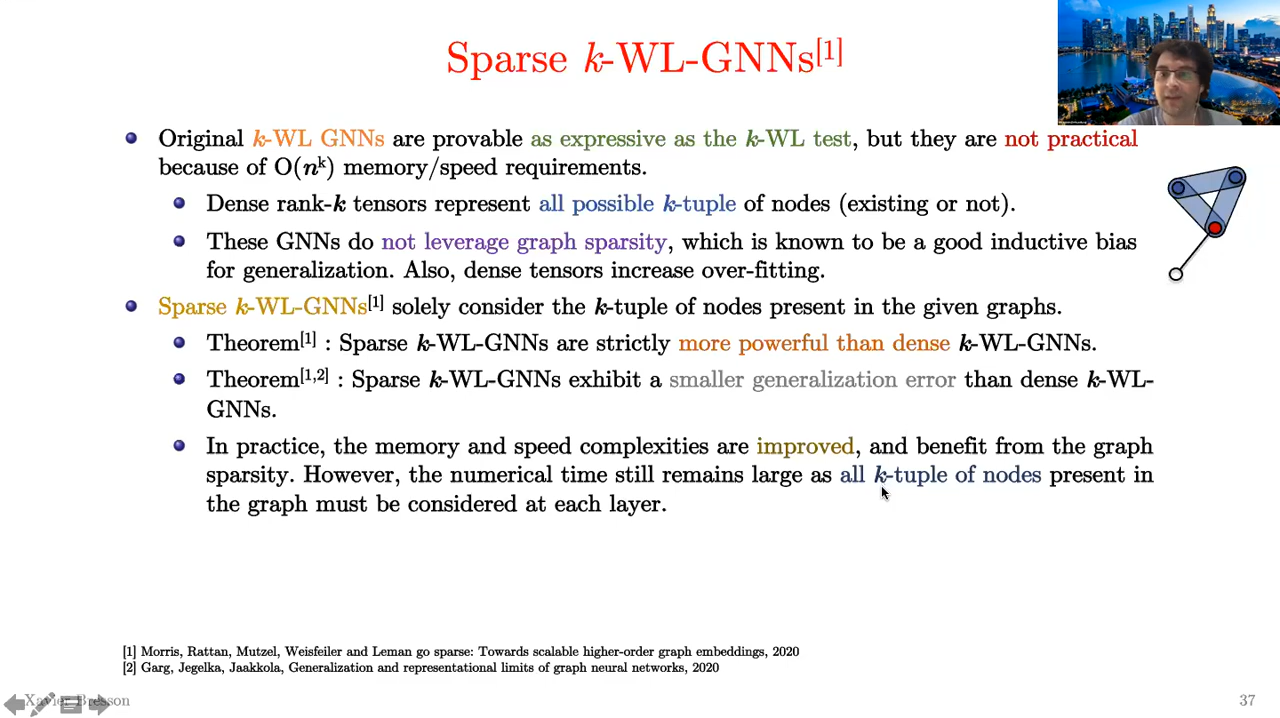 Sparse k-WL-GNNs[1]
Original k-WL GNNs are provable as expressive as the k-WL test, but they are not practical
because of O(nᵏ) memory/speed requirements.
Dense rank-k tensors represent all possible k-tuple of nodes (existing or not).
These GNNs do not leverage graph sparsity, which is known to be a good inductive bias
for generalization. Also, dense tensors increase over-fitting.
Sparse k-WL-GNNs[1] solely consider the k-tuple of nodes present in the given graphs.
Theorem[1] : Sparse k-WL-GNNs are strictly more powerful than dense k-WL-GNNs.
Theorem[1,2] : Sparse k-WL-GNNs exhibit a smaller generalization error than dense k-WL-
GNNs.
In practice, the memory and speed complexities are improved, and benefit from the graph
sparsity. However, the numerical time still remains large as all k-tuple of nodes present in
the graph must be considered at each layer.
[1] Morris, Rattan, Mutzel, Weisfeiler and Leman go sparse: Towards scalable higher-order graph embeddings, 2020
[2] Garg, Jegelka, Jaakkola, Generalization and representational limits of graph neural networks, 2020
Xavier Bresson
37